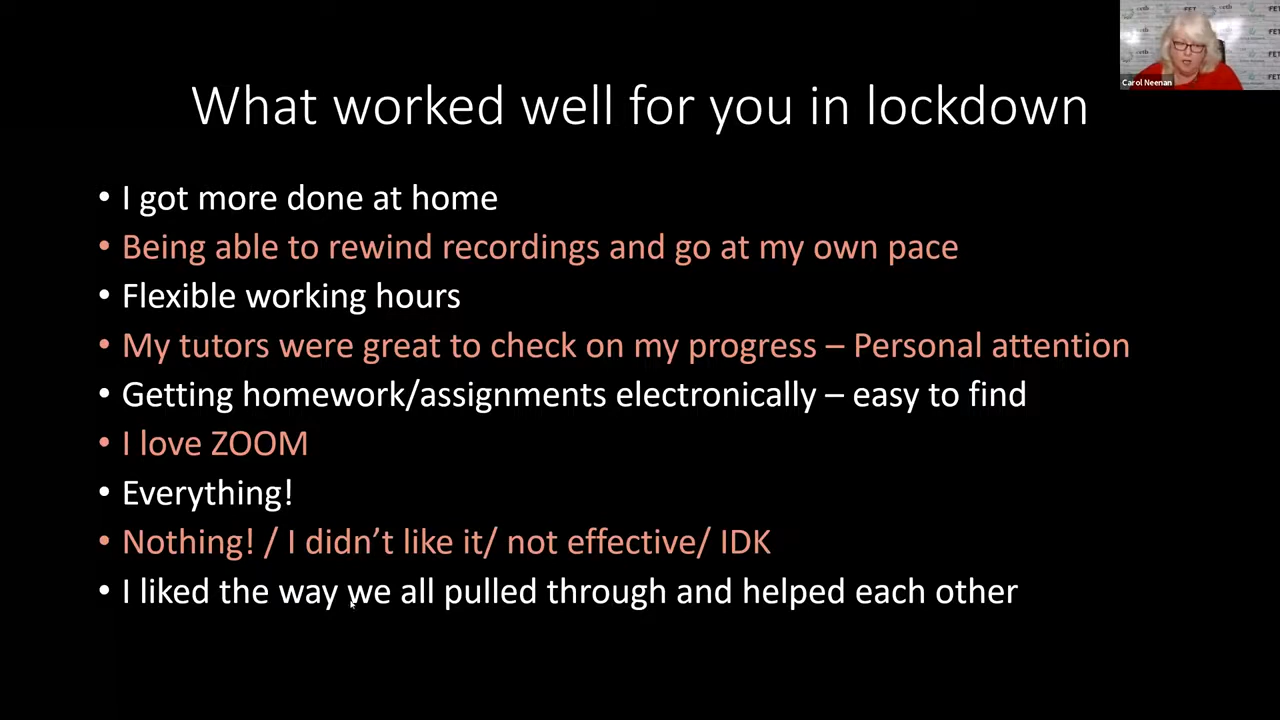 Carol Neenan
What worked well for you in lockdown
• I got more done at home
• Being able to rewind recordings and go at my own pace
• Flexible working hours
• My tutors were great to check on my progress – Personal attention
• Getting homework/assignments electronically – easy to find
• I love ZOOM
• Everything!
• Nothing! / I didn’t like it/ not effective/ IDK
• I liked the way we all pulled through and helped each other